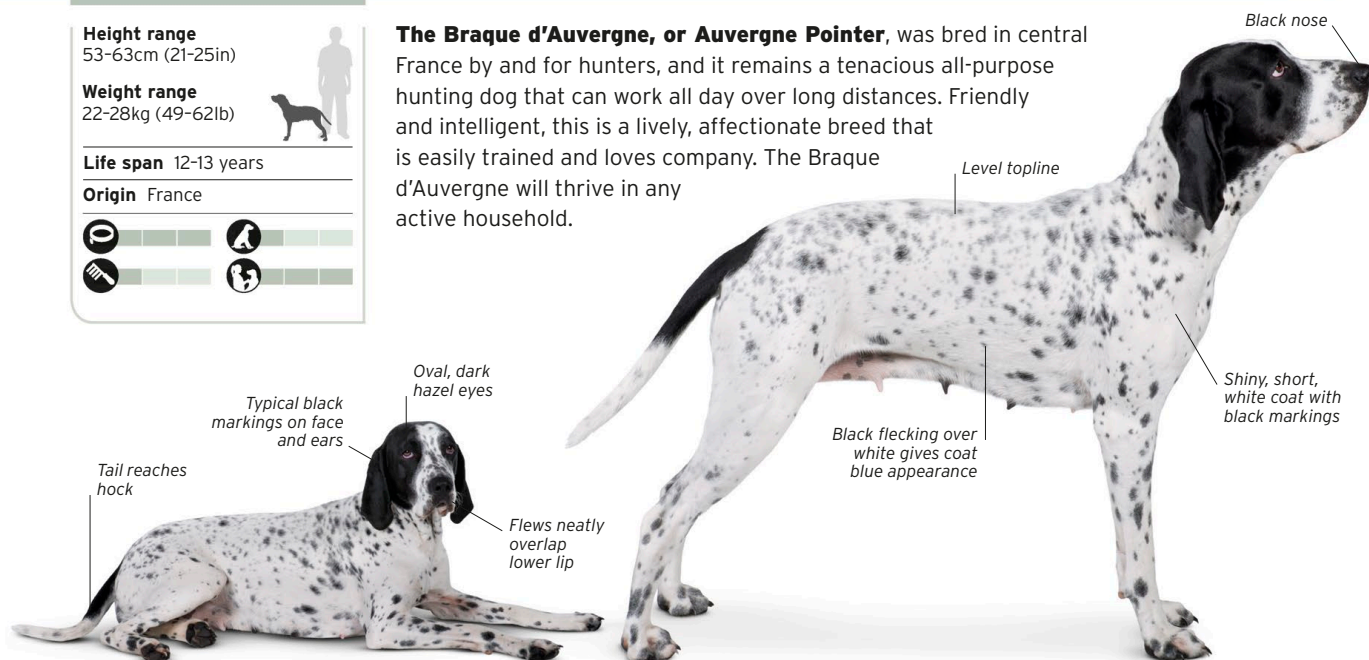 Height range
53–63cm (21–25in)
Weight range
22–28kg (49–62lb)
Life span 12–13 years
Origin France
The Braque d'Auvergne, or Auvergne Pointer, was bred in central
France by and for hunters, and it remains a tenacious all-purpose
hunting dog that can work all day over long distances. Friendly
and intelligent, this is a lively, affectionate breed that
is easily trained and loves company. The Braque
d'Auvergne will thrive in any
active household.
Black nose
Level topline
Shiny, short,
white coat with
black markings
Black flecking over
white gives coat
blue appearance
Oval, dark
hazel eyes
Typical black
markings on face
and ears
Tail reaches
hock
Flews neatly
overlap
lower lip